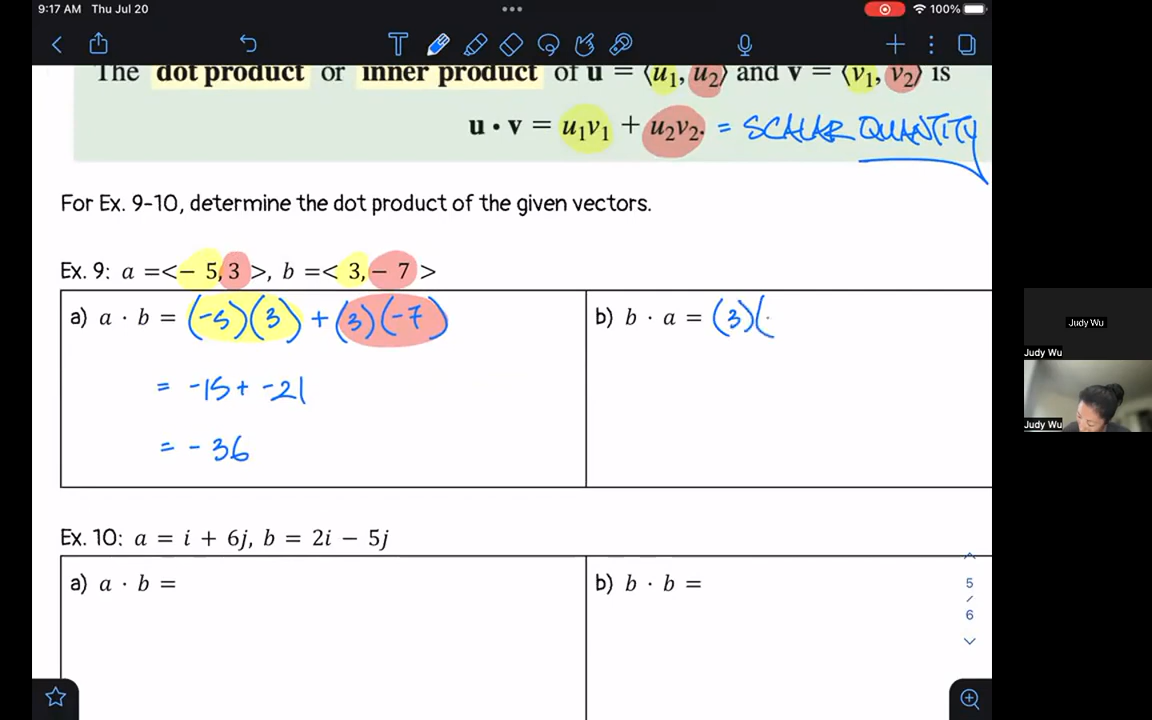 9:17 AM Thu Jul 20
100%
The dot product or inner product of u = ⟨u₁, u₂⟩ and v = ⟨v₁, v₂⟩ is
u • v = u₁v₁ + u₂v₂. = SCALAR QUANTITY
For Ex. 9-10, determine the dot product of the given vectors.
Ex. 9: a =<− 5, 3 >, b =< 3, − 7 >
a) a · b = (-5)(3) + (3)(-7)
= -15 + -21
= - 36
b) b · a = (3)(
Ex. 10: a = i + 6j, b = 2i − 5j
a) a · b =
b) b · b =
5
/
6
Judy Wu
Judy Wu
Judy Wu